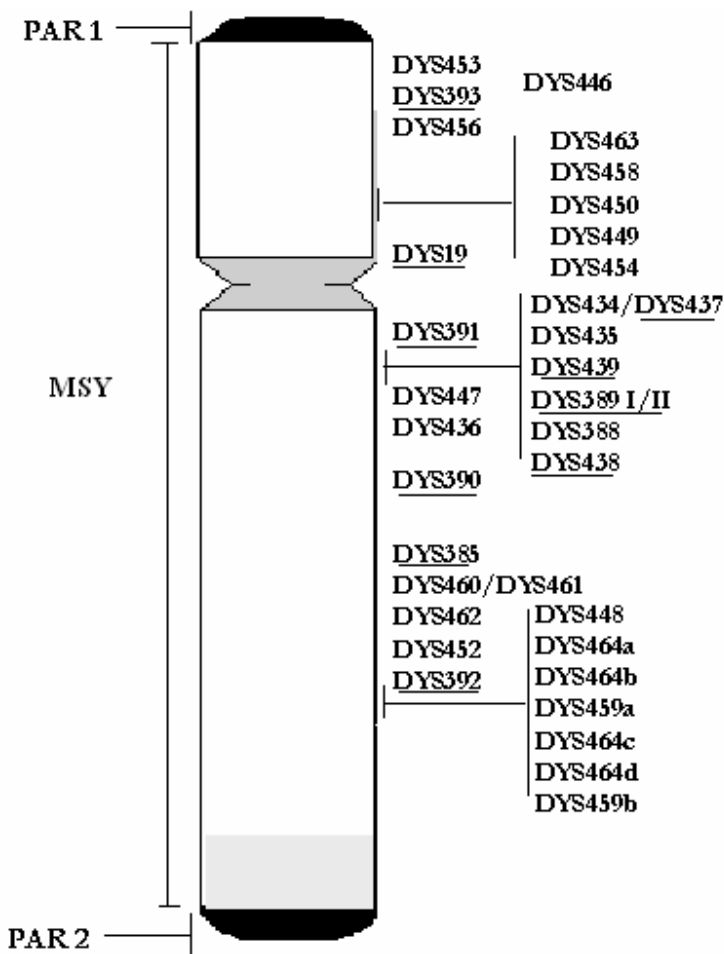 PAR 1
DYS453
DYS393
DYS456
DYS446
DYS463
DYS458
DYS450
DYS449
DYS454
DYS19
DYS434/DYS437
DYS435
DYS439
DYS389 I/II
DYS388
DYS438
DYS391
MSY
DYS447
DYS436
DYS390
DYS385
DYS460/DYS461
DYS462
DYS452
DYS392
DYS448
DYS464a
DYS464b
DYS459a
DYS464c
DYS464d
DYS459b
PAR 2